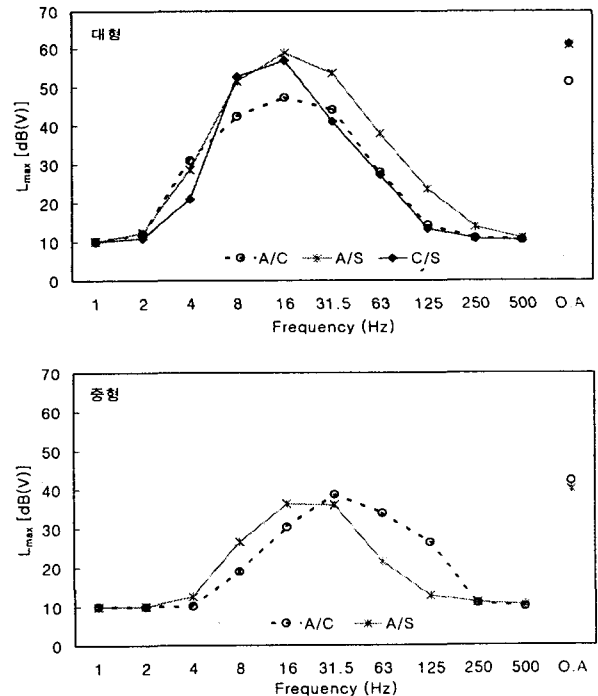 70
대형
60
50
40
30
20
10
0
L_max [dB(V)]
A/C A/S C/S
1 2 4 8 16 31.5 63 125 250 500 O.A
Frequency (Hz)
70
중형
60
50
40
30
20
10
0
L_max [dB(V)]
A/C A/S
1 2 4 8 16 31.5 63 125 250 500 O.A
Frequency (Hz)